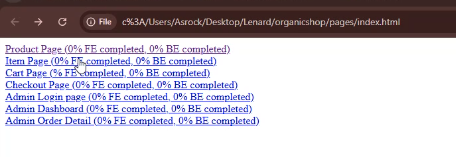 File c%3A/Users/Asrock/Desktop/Lenard/organicshop/pages/index.html
Product Page (0% FE completed, 0% BE completed)
Item Page (0% FE completed, 0% BE completed)
Cart Page (% FE completed, 0% BE completed)
Checkout Page (0% FE completed, 0% BE completed)
Admin Login page (0% FE completed, 0% BE completed)
Admin Dashboard (0% FE completed, 0% BE completed)
Admin Order Detail (0% FE completed, 0% BE completed)